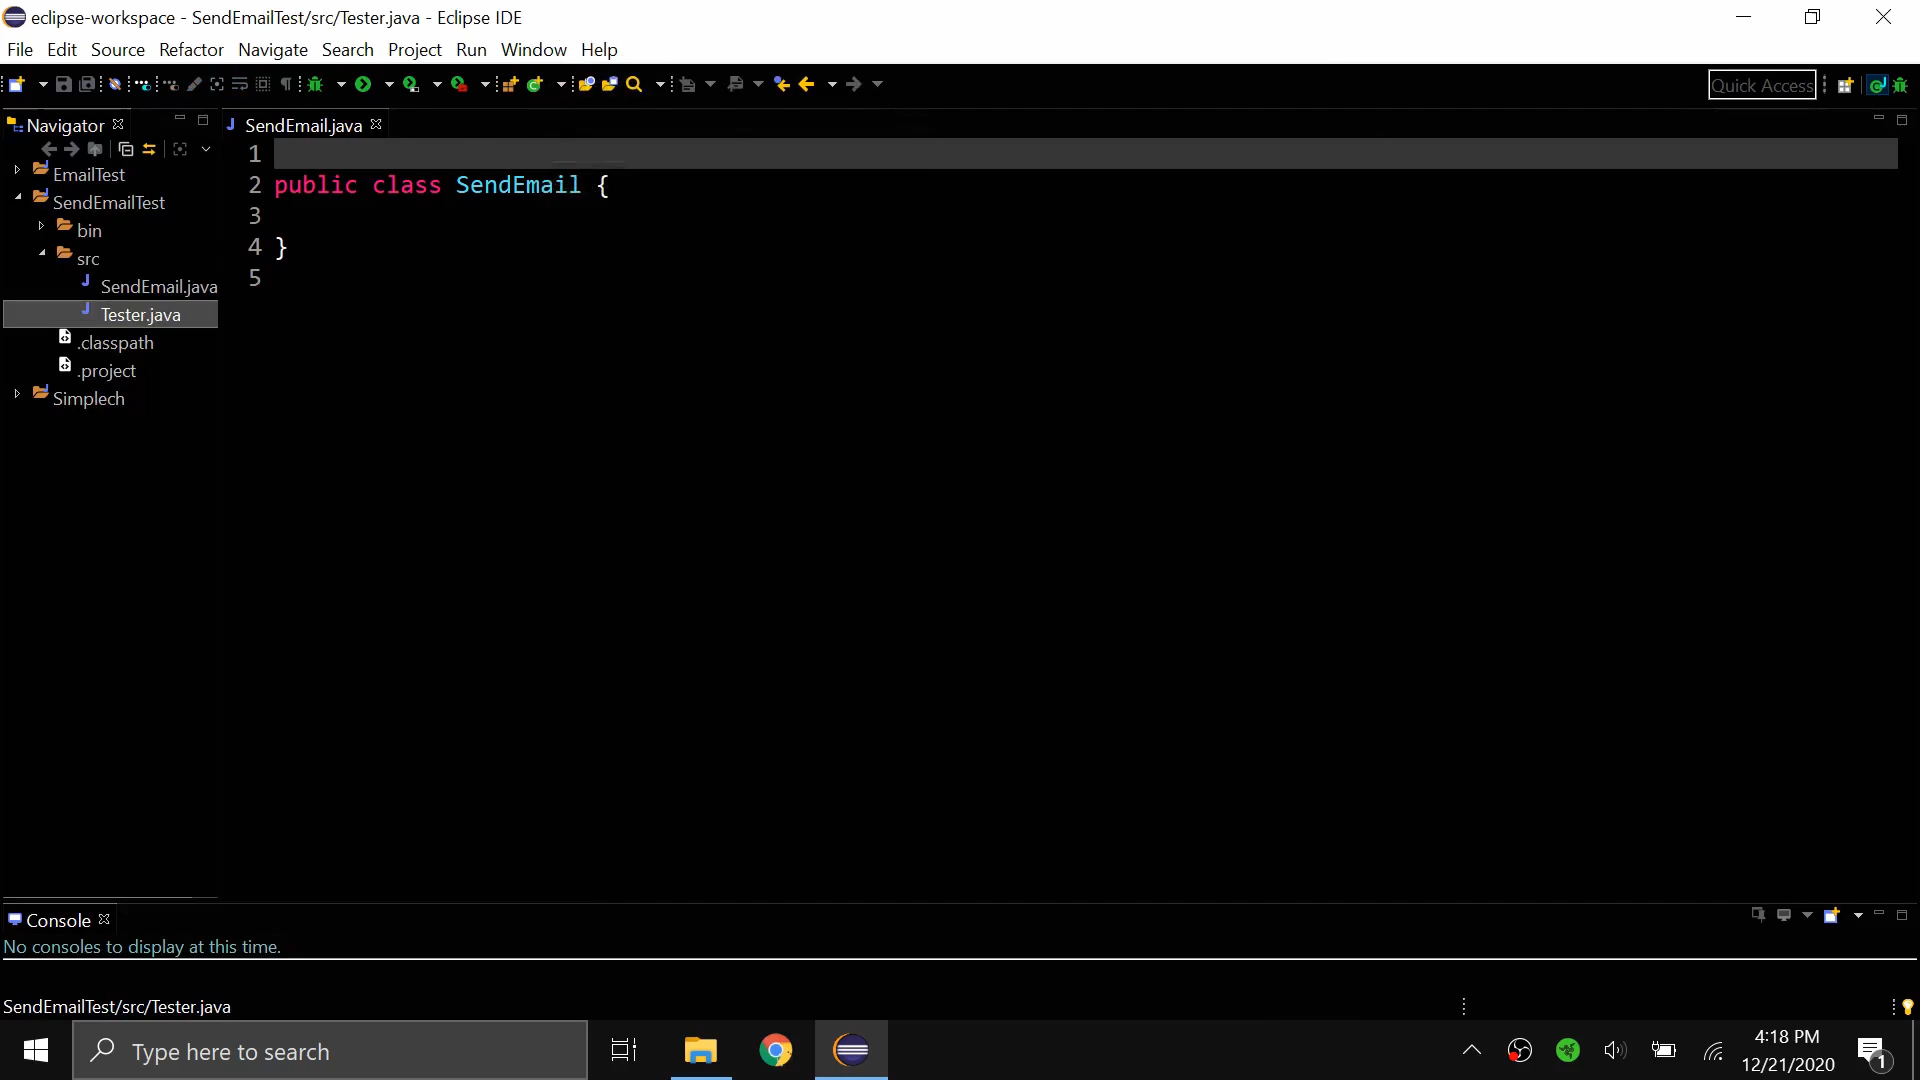 eclipse-workspace - SendEmailTest/src/Tester.java - Eclipse IDE
File Edit Source Refactor Navigate Search Project Run Window Help
Quick Access
Navigator
SendEmail.java
EmailTest
SendEmailTest
bin
src
SendEmail.java
Tester.java
.classpath
.project
Simplech
1
2 public class SendEmail {
3
4 }
5
Console
No consoles to display at this time.
SendEmailTest/src/Tester.java
Type here to search
4:18 PM
12/21/2020
1